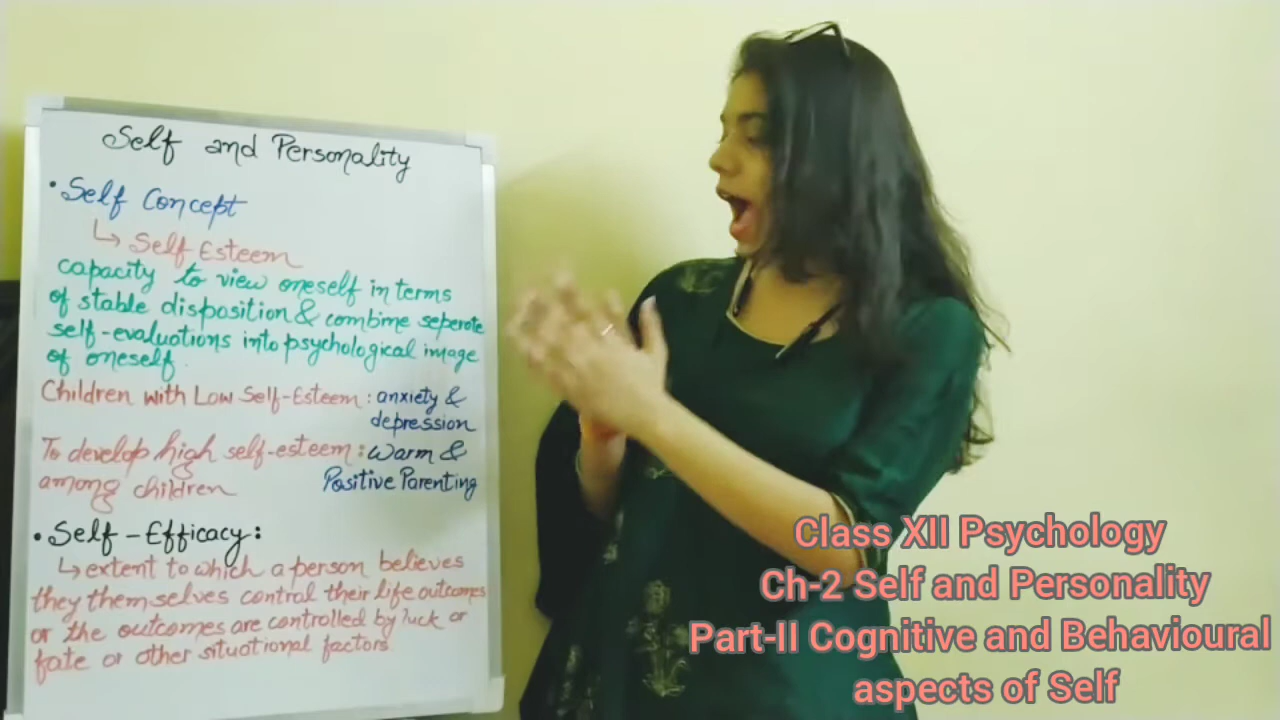 Self and Personality
• Self Concept
↳ Self Esteem
capacity to view oneself in terms
of stable disposition & combine seperate
self-evaluations into psychological image
of oneself.
Children with Low Self-Esteem : anxiety &
depression
To develop high self-esteem : Warm &
among children Positive Parenting
• Self-Efficacy :
↳ extent to which a person believes
they themselves control their life outcomes
or the outcomes are controlled by luck or
fate or other situational factors.
Class XII Psychology
Ch-2 Self and Personality
Part-II Cognitive and Behavioural
aspects of Self